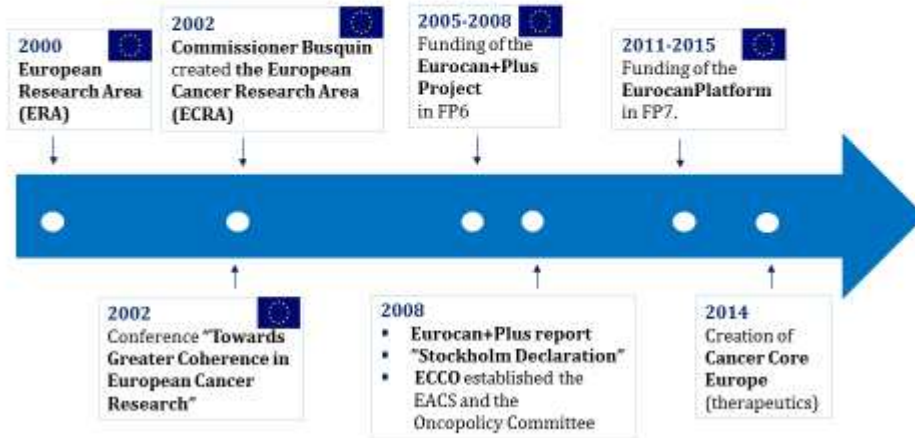 2000
European
Research Area
(ERA)
2002
Commissioner Busquin
created the European
Cancer Research Area
(ECRA)
2005-2008
Funding of the
Eurocan+Plus
Project
in FP6
2011-2015
Funding of the
EurocanPlatform
in FP7.
2002
Conference "Towards
Greater Coherence in
European Cancer
Research"
2008
▪ Eurocan+Plus report
▪ "Stockholm Declaration"
▪ ECCO established the
EACS and the
Oncopolicy Committee
2014
Creation of
Cancer Core
Europe
(therapeutics)